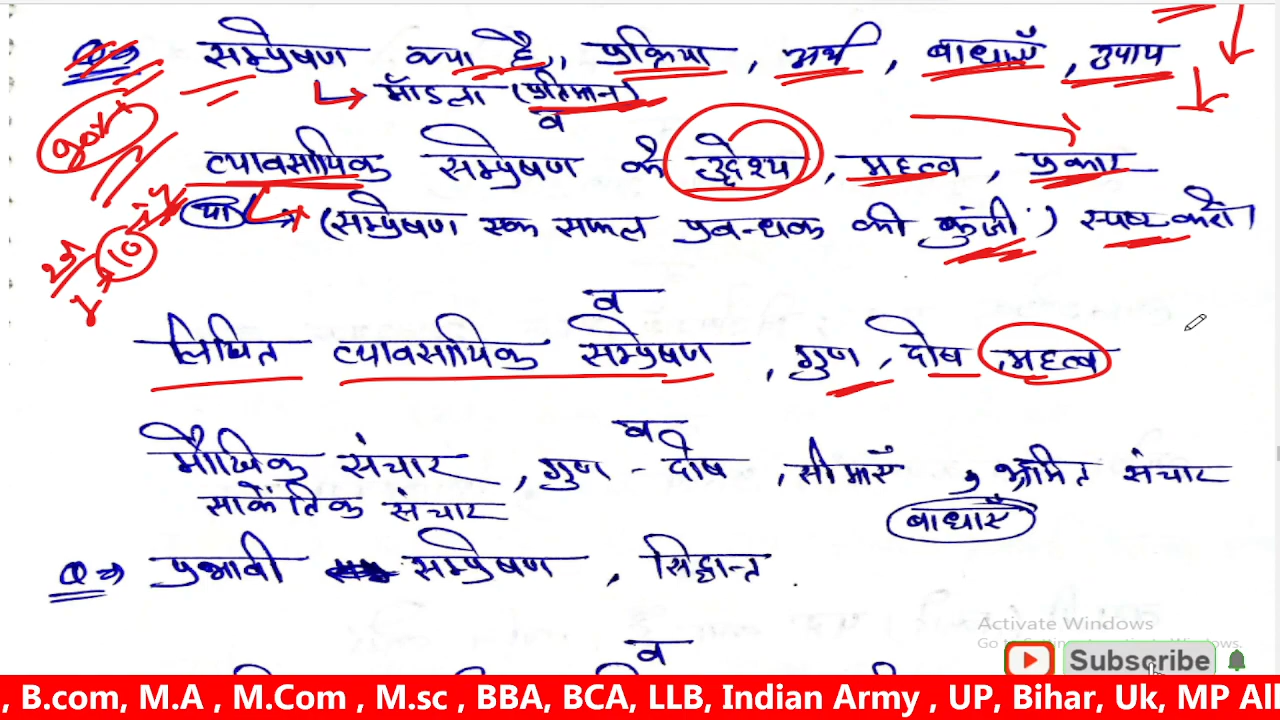 Q⇒ सम्प्रेषण क्या है, प्रक्रिया, अर्थ, बाधाएँ, उपाय
↳ मॉडल (प्रतिमान)
व
व्यावसायिक सम्प्रेषण के उद्देश्य, महत्व, प्रकार
या (सम्प्रेषण एक सफल प्रबन्धक की कुंजी) स्पष्ट करो।
10
व
लिखित व्यावसायिक सम्प्रेषण, गुण, दोष, महत्व
व
मौखिक संचार, गुण - दोष, सीमाएँ, भ्रमित संचार
सांकेतिक संचार
बाधाएँ
Q⇒ प्रभावी सम्प्रेषण, सिद्धान्त
व
Activate Windows
Subscribe
, B.com, M.A , M.Com , M.sc , BBA, BCA, LLB, Indian Army , UP, Bihar, Uk, MP All